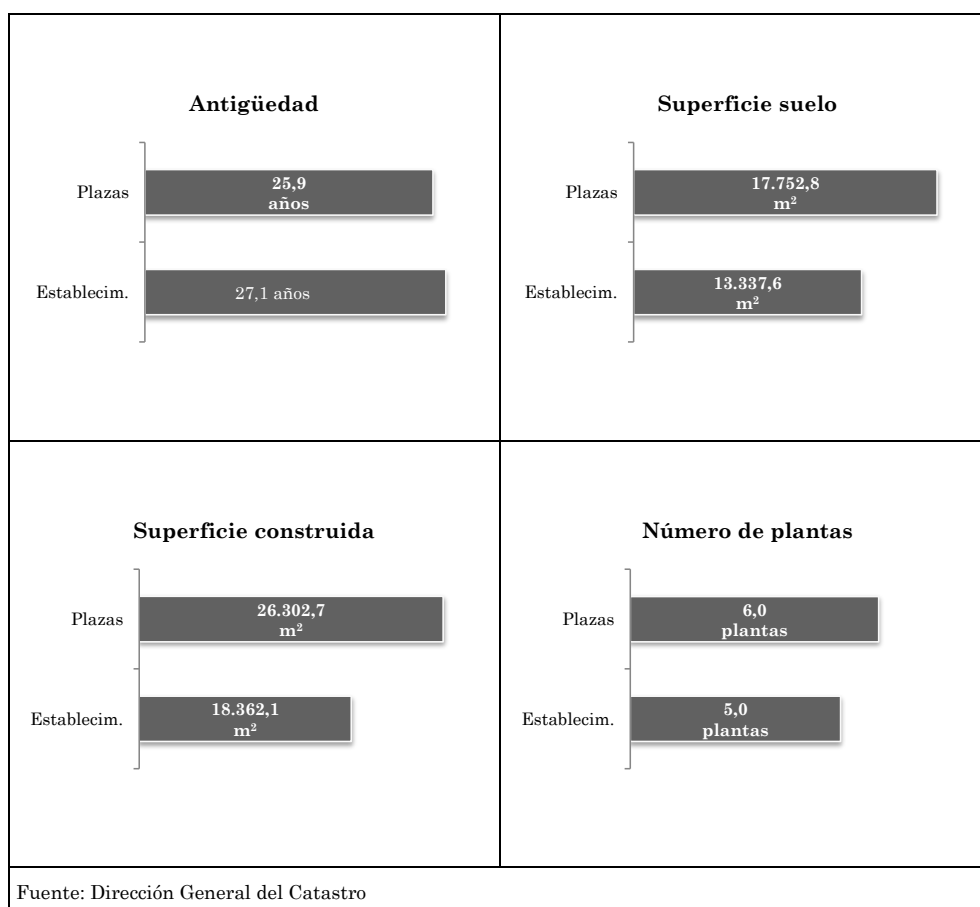 Antigüedad
Plazas
25,9
años
Establecim.
27,1 años
Superficie suelo
Plazas
17.752,8
m²
Establecim.
13.337,6
m²
Superficie construida
Plazas
26.302,7
m²
Establecim.
18.362,1
m²
Número de plantas
Plazas
6,0
plantas
Establecim.
5,0
plantas
Fuente: Dirección General del Catastro